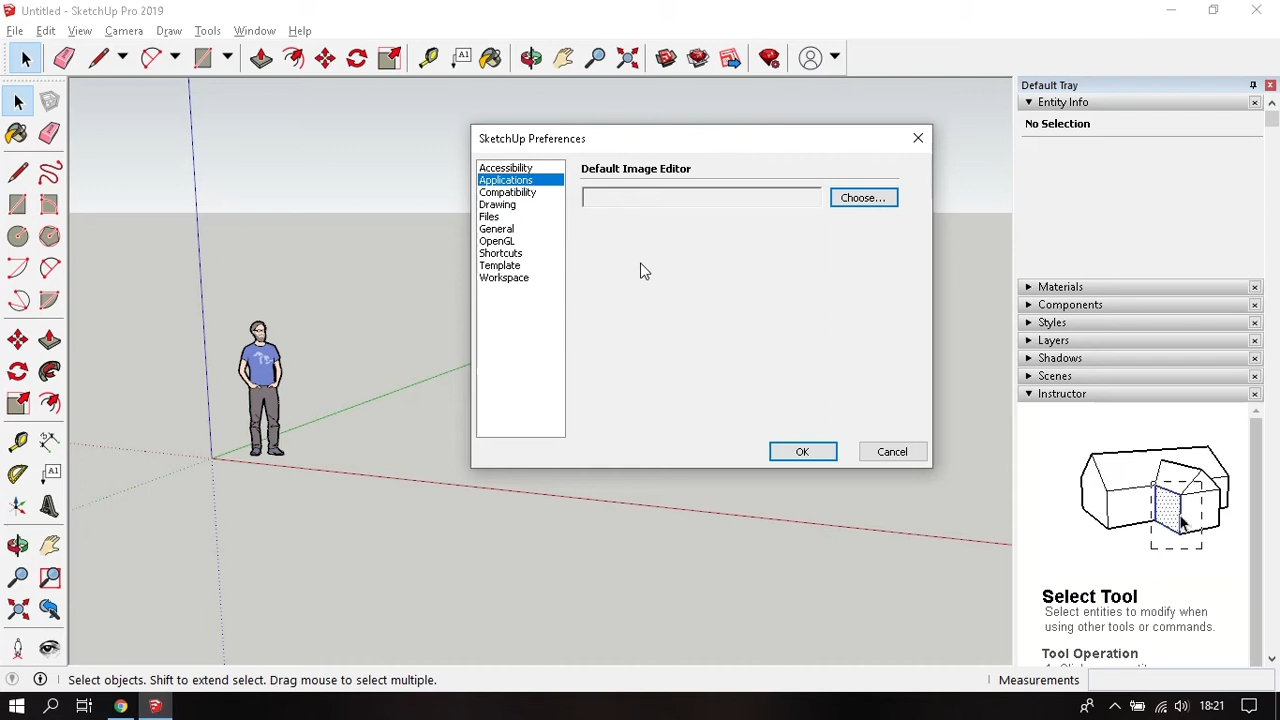 Untitled - SketchUp Pro 2019
File Edit View Camera Draw Tools Window Help
A1
Default Tray
Entity Info
No Selection
SketchUp Preferences
Accessibility
Applications
Compatibility
Drawing
Files
General
OpenGL
Shortcuts
Template
Workspace
Default Image Editor
Choose...
OK
Cancel
Materials
Components
Styles
Layers
Shadows
Scenes
Instructor
A1
Select Tool
Select entities to modify when
using other tools or commands.
Tool Operation
Select objects. Shift to extend select. Drag mouse to select multiple.
Measurements
18:21